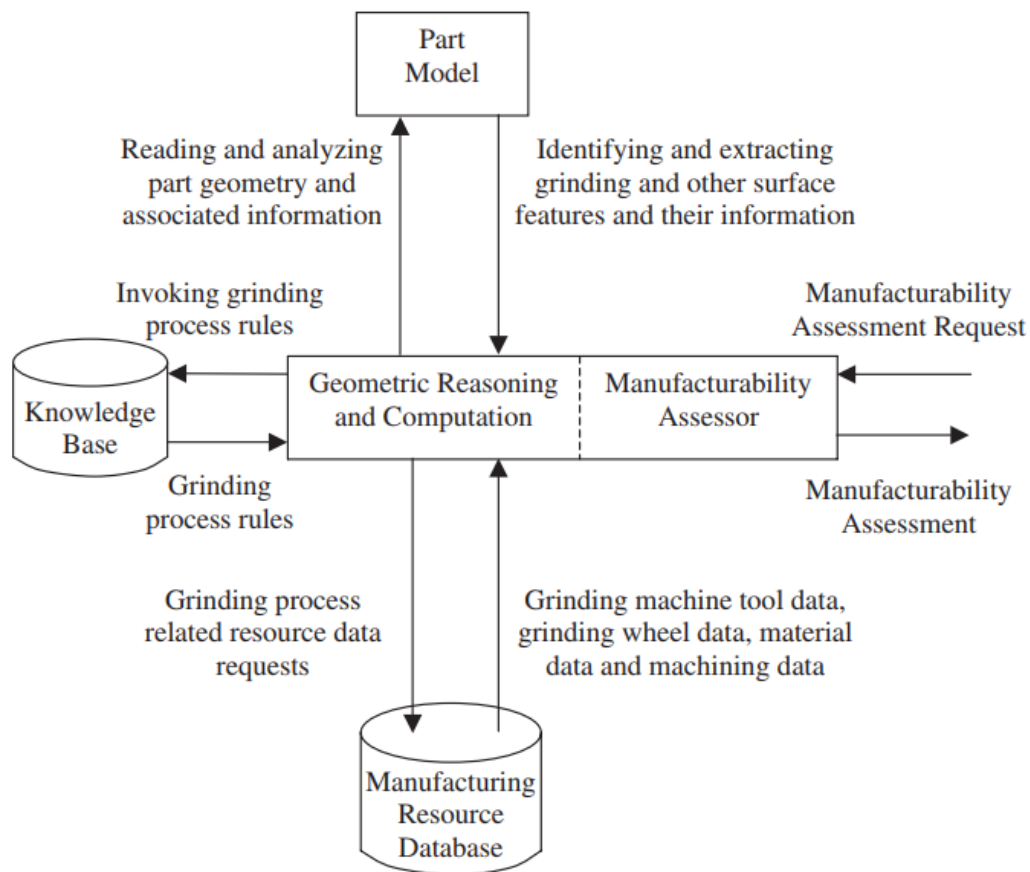 Part
Model
Reading and analyzing
part geometry and
associated information
Identifying and extracting
grinding and other surface
features and their information
Invoking grinding
process rules
Manufacturability
Assessment Request
Knowledge
Base
Geometric Reasoning
and Computation
Manufacturability
Assessor
Grinding
process rules
Manufacturability
Assessment
Grinding process
related resource data
requests
Grinding machine tool data,
grinding wheel data, material
data and machining data
Manufacturing
Resource
Database